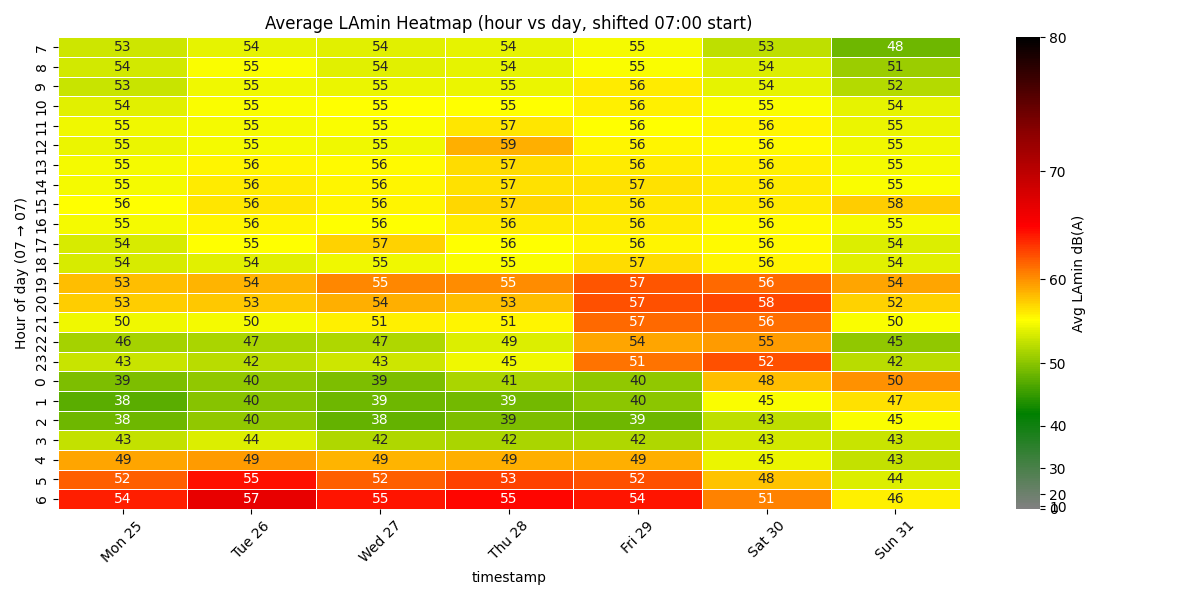 Average LAmin Heatmap (hour vs day, shifted 07:00 start)
7 53 54 54 54 55 53 48
8 54 55 54 54 55 54 51
9 53 55 55 55 56 54 52
10 54 55 55 55 56 55 54
11 55 55 55 57 56 56 55
12 55 55 55 59 56 56 55
13 55 56 56 57 56 56 55
14 55 56 56 57 57 56 55
15 56 56 56 57 56 56 58
16 55 56 56 56 56 56 55
17 54 55 57 56 56 56 54
18 54 54 55 55 57 56 54
19 53 54 55 55 57 56 54
20 53 53 54 53 57 58 52
21 50 50 51 51 57 56 50
22 46 47 47 49 54 55 45
23 43 42 43 45 51 52 42
0 39 40 39 41 40 48 50
1 38 40 39 39 40 45 47
2 38 40 38 39 39 43 45
3 43 44 42 42 42 43 43
4 49 49 49 49 49 45 43
5 52 55 52 53 52 48 44
6 54 57 55 55 54 51 46
Hour of day (07 → 07)
Mon 25 Tue 26 Wed 27 Thu 28 Fri 29 Sat 30 Sun 31
timestamp
80
70
60
50
40
30
20
10
0
Avg LAmin dB(A)